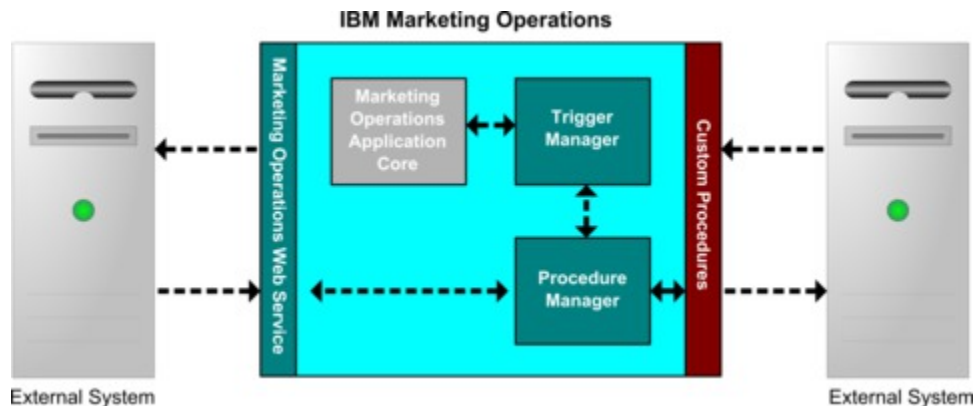 IBM Marketing Operations
Marketing Operations Web Service
Marketing
Operations
Application
Core
Trigger
Manager
Procedure
Manager
Custom Procedures
External System
External System